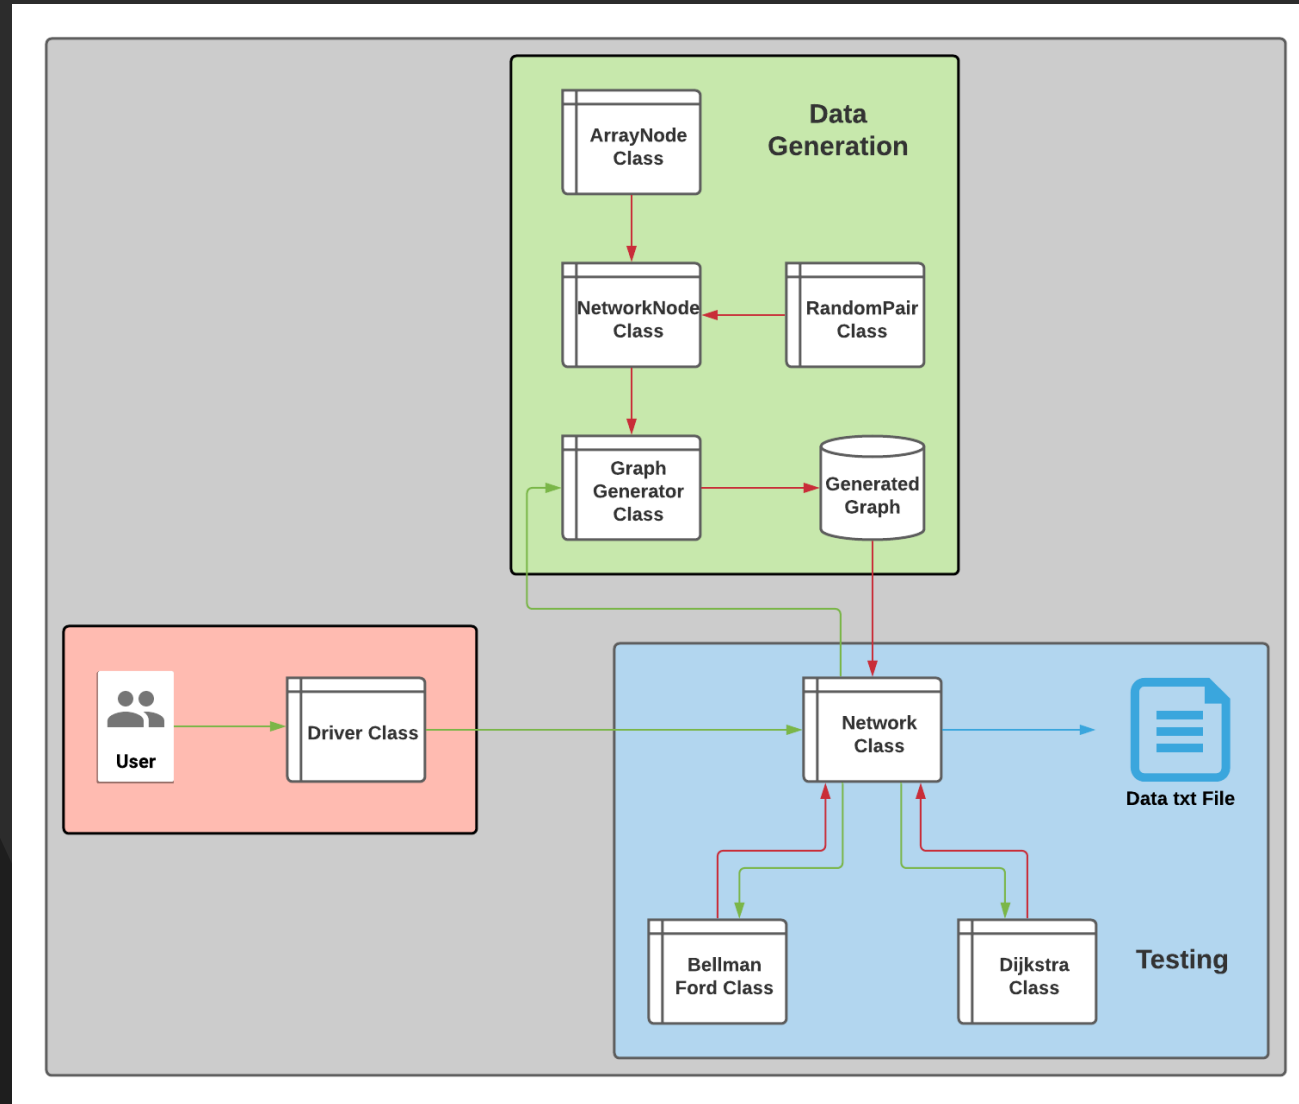 Data
Generation
ArrayNode
Class
NetworkNode
Class
RandomPair
Class
Graph
Generator
Class
Generated
Graph
User
Driver Class
Network
Class
Data txt File
Bellman
Ford Class
Dijkstra
Class
Testing